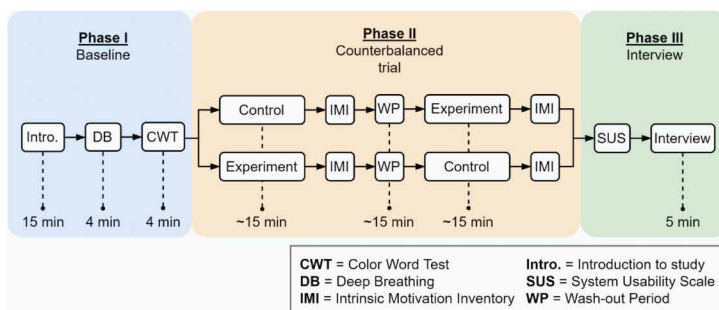 Phase I
Baseline
Phase II
Counterbalanced
trial
Phase III
Interview
Control
IMI
WP
Experiment
IMI
Intro.
DB
CWT
SUS
Interview
Experiment
IMI
WP
Control
IMI
15 min
4 min
4 min
~15 min
~15 min
~15 min
5 min
CWT = Color Word Test
DB = Deep Breathing
IMI = Intrinsic Motivation Inventory
Intro. = Introduction to study
SUS = System Usability Scale
WP = Wash-out Period